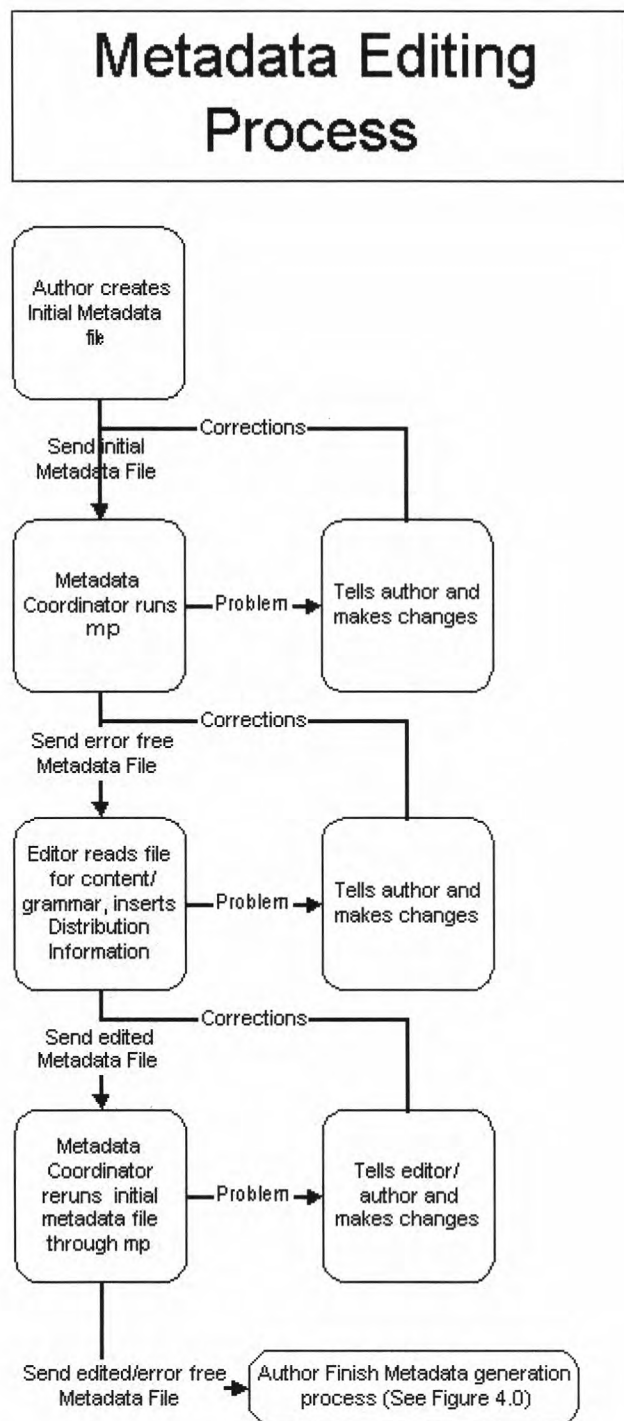 Metadata Editing
Process
Author creates
Initial Metadata
file
Corrections
Send initial
Metadata File
Metadata
Coordinator runs
mp
Problem
Tells author and
makes changes
Corrections
Send error free
Metadata File
Editor reads file
for content/
grammar, inserts
Distribution
Information
Problem
Tells author and
makes changes
Corrections
Send edited
Metadata File
Metadata
Coordinator
reruns initial
metadata file
through mp
Problem
Tells editor/
author and
makes changes
Send edited/error free
Metadata File
Author Finish Metadata generation
process (See Figure 4.0)